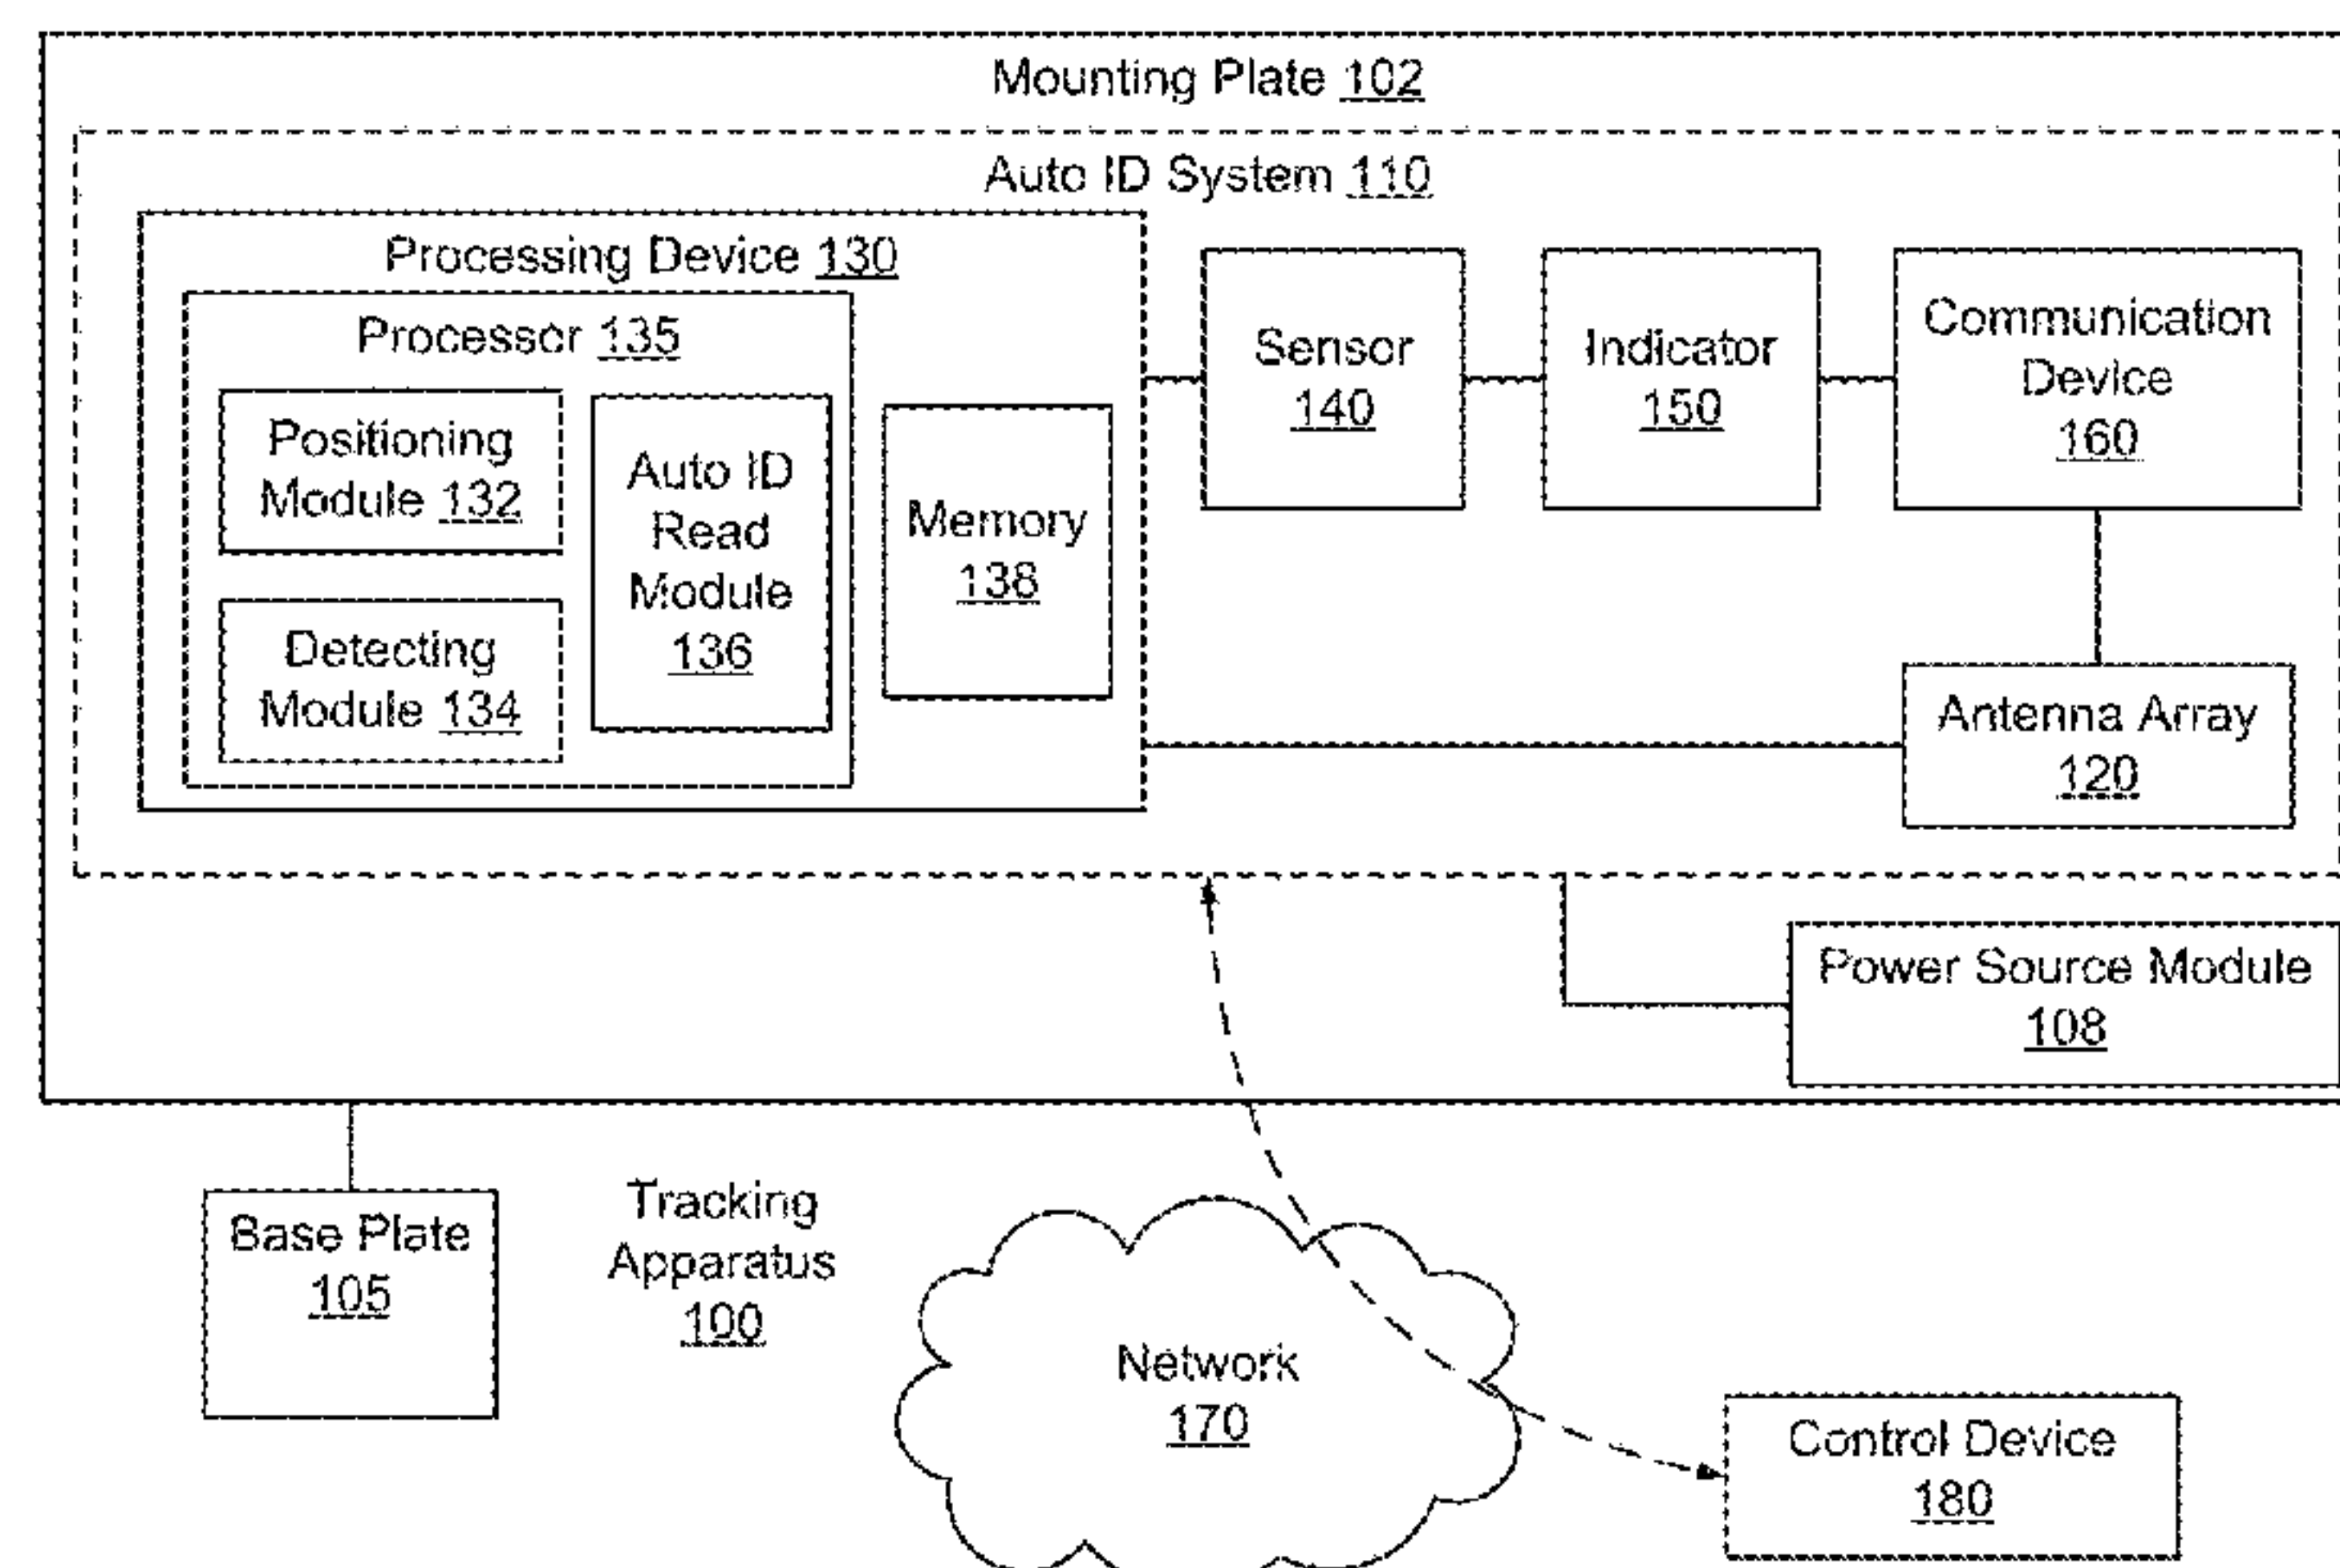 Mounting Plate 102
Auto ID System 110
Processing Device 130
Processor 135
Positioning
Module 132
Detecting
Module 134
Auto ID
Read
Module
136
Memory
138
Sensor
140
Indicator
150
Communication
Device
160
Antenna Array
120
Power Source Module
108
Base Plate
105
Tracking
Apparatus
100
Network
170
Control Device
180